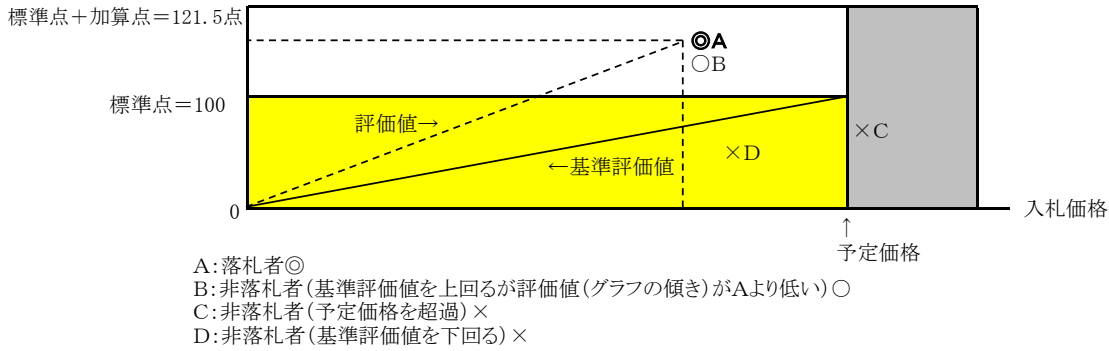 標準点+加算点=121.5点
◎A
○B
標準点=100
評価値→
×C
×D
←基準評価値
0
入札価格
↑
予定価格
A:落札者◎
B:非落札者(基準評価値を上回るが評価値(グラフの傾き)がAより低い)○
C:非落札者(予定価格を超過)×
D:非落札者(基準評価値を下回る)×